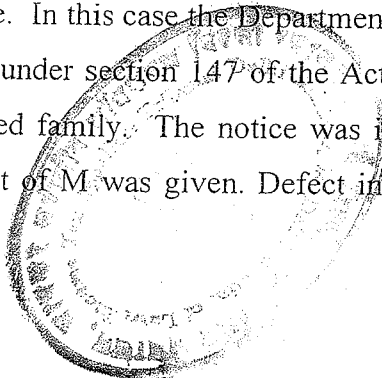 e. In this case the Departmen
under section 147 of the Act
ed family. The notice was i
t of M was given. Defect in